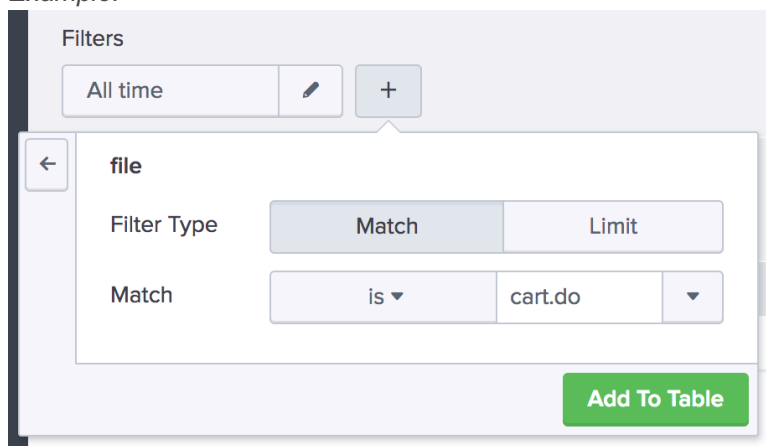 Filters
All time
+
file
Filter Type Match Limit
Match is cart.do
Add To Table